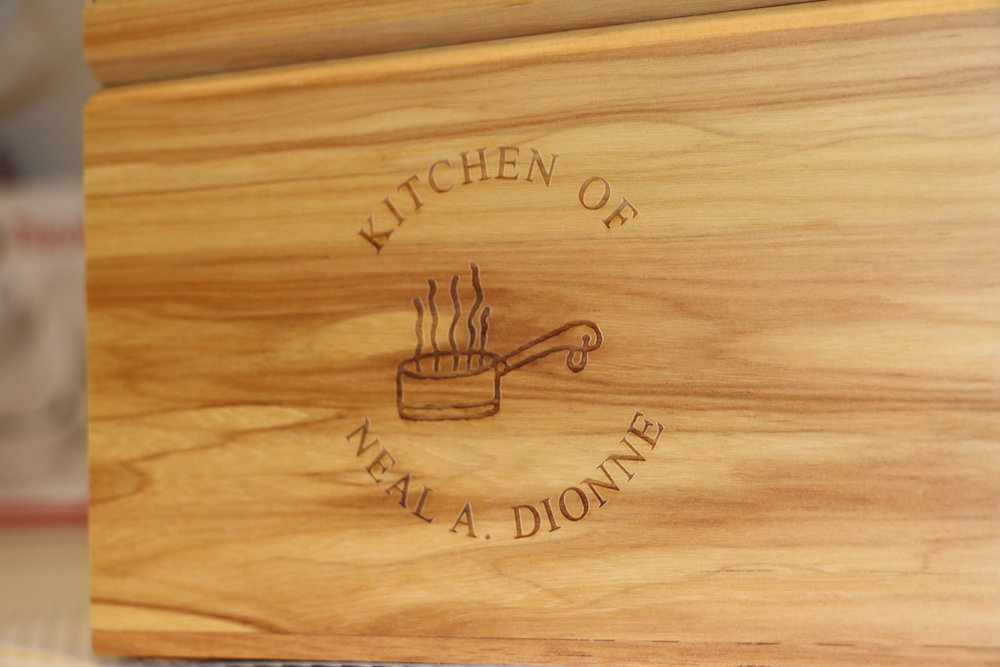 KITCHEN OF
NEAL A. DIONNE